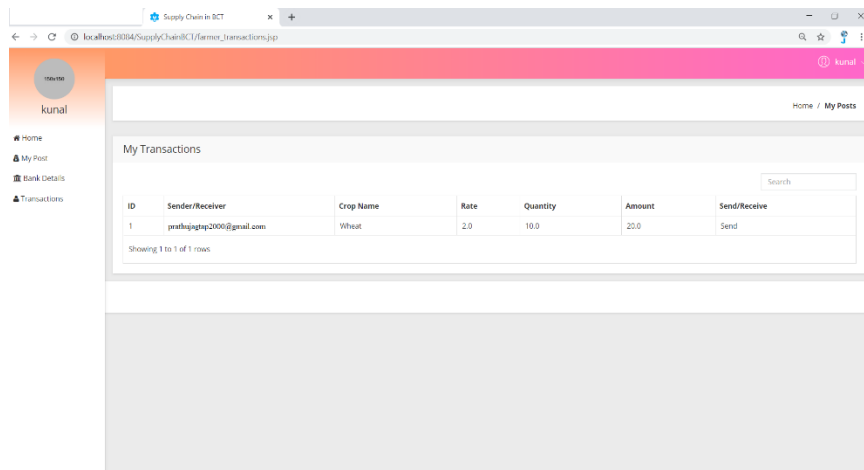 Supply Chain in BCT
localhost:8084/SupplyChainBCT/farmer_transactions.jsp
150x150
kunal
kunal
Home / My Posts
Home
My Post
Bank Details
Transactions
My Transactions
Search
ID Sender/Receiver Crop Name Rate Quantity Amount Send/Receive
1 prathujagtap2000@gmail.com Wheat 2.0 10.0 20.0 Send
Showing 1 to 1 of 1 rows